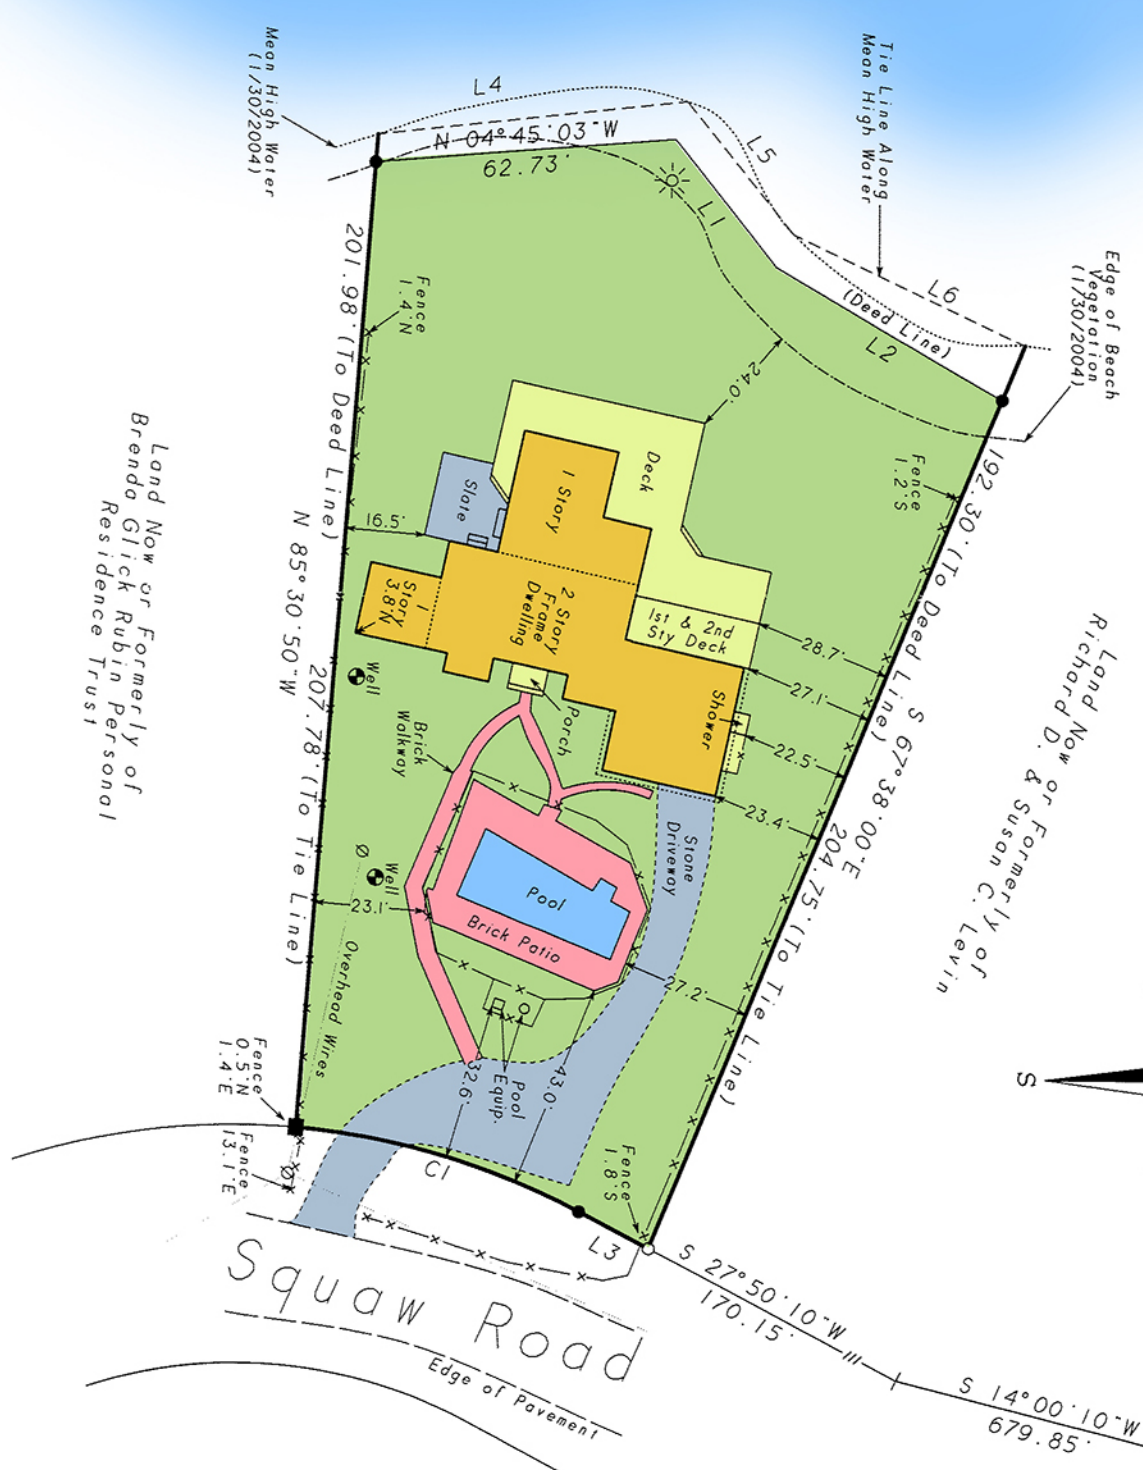 Mean High Water
(1/30/2004)
L4
N 04°45'03"W
62.73'
L5
Tie Line Along
Mean High Water
L1
L6
(Deed Line)
L2
Edge of Beach
Vegetation
(1/30/2004)
24.0'
Fence
1.4'N
Fence
1.2'S
201.98'(To Deed Line)
N 85°30'50"W
207.78'(To Tie Line)
192.30'(To Deed Line)
S 67°38'00"E
204.75'(To Tie Line)
Land Now or Formerly of
Brenda Glick Rubin Personal
Residence Trust
Land Now or Formerly of
Richard D. & Susan C. Levin
Deck
1 Story
Slate
16.5'
1
Story
3.8'N
2 Story
Frame
Dwelling
1st & 2nd
Sty Deck
28.7'
27.1'
22.5'
23.4'
Shower
Porch
Well
Brick
Walkway
Stone
Driveway
Well
23.1'
Pool
Brick Patio
27.2'
Overhead Wires
Pool
Equip.
32.6'
43.0'
Fence
0.5'N
1.4'E
Fence
13.1'E
Fence
1.8'S
C1
L3
S
S 27°50'10"W
170.15'
S 14°00'10"W
679.85'
Squaw Road
Edge of Pavement